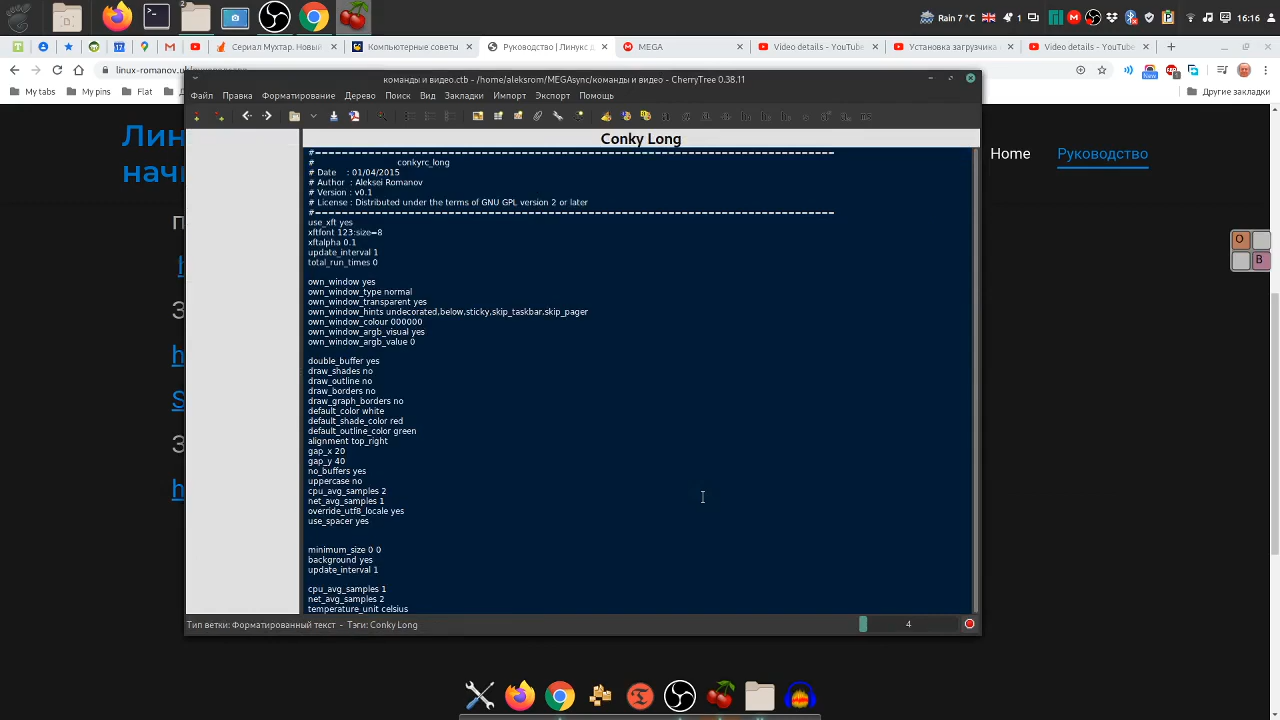 Rain 7 °C
1
16:16
Сериал Мухтар. Новый
Компьютерные советы
Руководство | Линукс д
MEGA
Video details - YouTube
Установка загрузчика
Video details - YouTube
linux-romanov.
My tabs
My pins
Flat
Другие закладки
команды и видео.ctb - /home/aleksrom/MEGAsync/команды и видео - CherryTree 0.38.11
Файл Правка Форматирование Дерево Поиск Вид Закладки Импорт Экспорт Помощь
Conky Long
Home
Руководство
#==============================================================================
# conkyrc_long
# Date : 01/04/2015
# Author : Aleksei Romanov
# Version : v0.1
# License : Distributed under the terms of GNU GPL version 2 or later
#==============================================================================
use_xft yes
xftfont 123:size=8
xftalpha 0.1
update_interval 1
total_run_times 0
own_window yes
own_window_type normal
own_window_transparent yes
own_window_hints undecorated,below,sticky,skip_taskbar,skip_pager
own_window_colour 000000
own_window_argb_visual yes
own_window_argb_value 0
double_buffer yes
draw_shades no
draw_outline no
draw_borders no
draw_graph_borders no
default_color white
default_shade_color red
default_outline_color green
alignment top_right
gap_x 20
gap_y 40
no_buffers yes
uppercase no
cpu_avg_samples 2
net_avg_samples 1
override_utf8_locale yes
use_spacer yes
minimum_size 0 0
background yes
update_interval 1
cpu_avg_samples 1
net_avg_samples 2
temperature_unit celsius
Тип ветки: Форматированный текст - Тэги: Conky Long
4
O
B